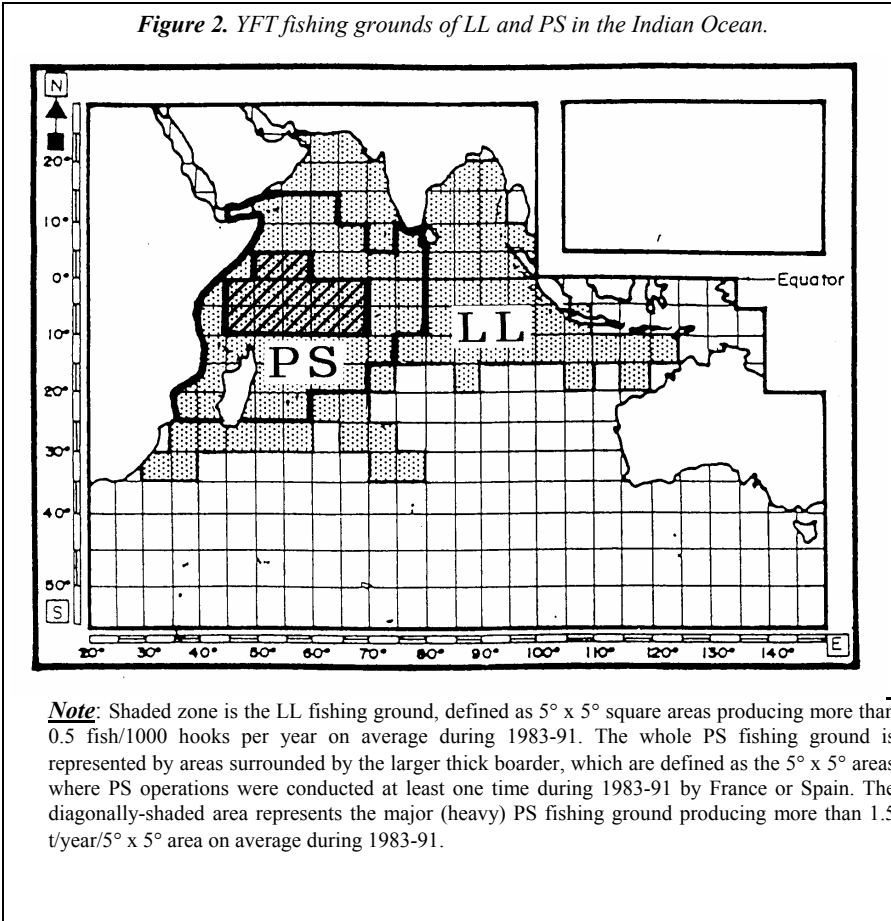 Figure 2. YFT fishing grounds of LL and PS in the Indian Ocean.
N
20°
10°
0°
Equator
10°
LL
PS
20°
30°
40°
50°
S
E
20° 30° 40° 50° 60° 70° 80° 90° 100° 110° 120° 130° 140°
Note: Shaded zone is the LL fishing ground, defined as 5° x 5° square areas producing more than
0.5 fish/1000 hooks per year on average during 1983-91. The whole PS fishing ground is
represented by areas surrounded by the larger thick boarder, which are defined as the 5° x 5° areas
where PS operations were conducted at least one time during 1983-91 by France or Spain. The
diagonally-shaded area represents the major (heavy) PS fishing ground producing more than 1.5
t/year/5° x 5° area on average during 1983-91.